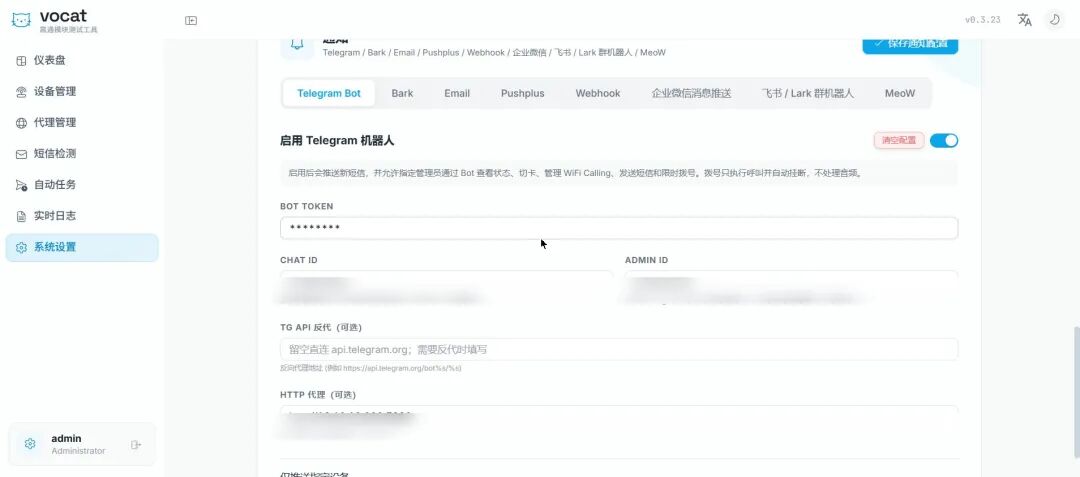 vocat
高通模块测试工具
v0.3.23
仪表盘
设备管理
代理管理
短信检测
自动任务
实时日志
系统设置
admin
Administrator
通知
Telegram / Bark / Email / Pushplus / Webhook / 企业微信 / 飞书 / Lark 群机器人 / MeoW
保存通知配置
Telegram Bot
Bark
Email
Pushplus
Webhook
企业微信消息推送
飞书 / Lark 群机器人
MeoW
启用 Telegram 机器人
清空配置
启用后会推送新短信，并允许指定管理员通过 Bot 查看状态、切卡、管理 WiFi Calling、发送短信和限时拨号。拨号只执行呼叫并自动挂断，不处理音频。
BOT TOKEN
********
CHAT ID
ADMIN ID
TG API 反代（可选）
留空直连 api.telegram.org；需要反代时填写
反向代理地址 (例如 https://api.telegram.org/bot%s/%s)
HTTP 代理（可选）